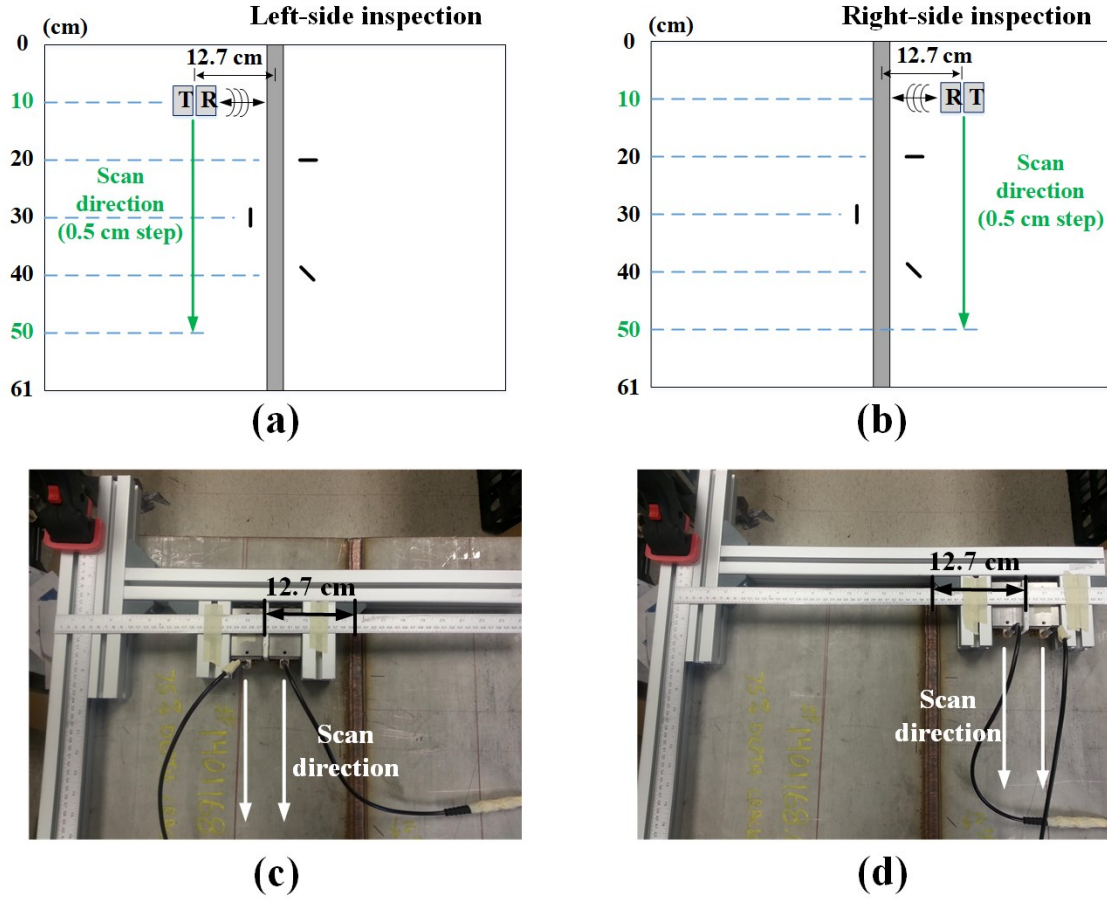 Left-side inspection
(cm)
0
12.7 cm
10
T R
20
Scan
direction
(0.5 cm step)
30
40
50
61
(a)
Right-side inspection
(cm)
0
12.7 cm
10
R T
20
Scan
direction
(0.5 cm step)
30
40
50
61
(b)
12.7 cm
Scan
direction
(c)
12.7 cm
Scan
direction
(d)